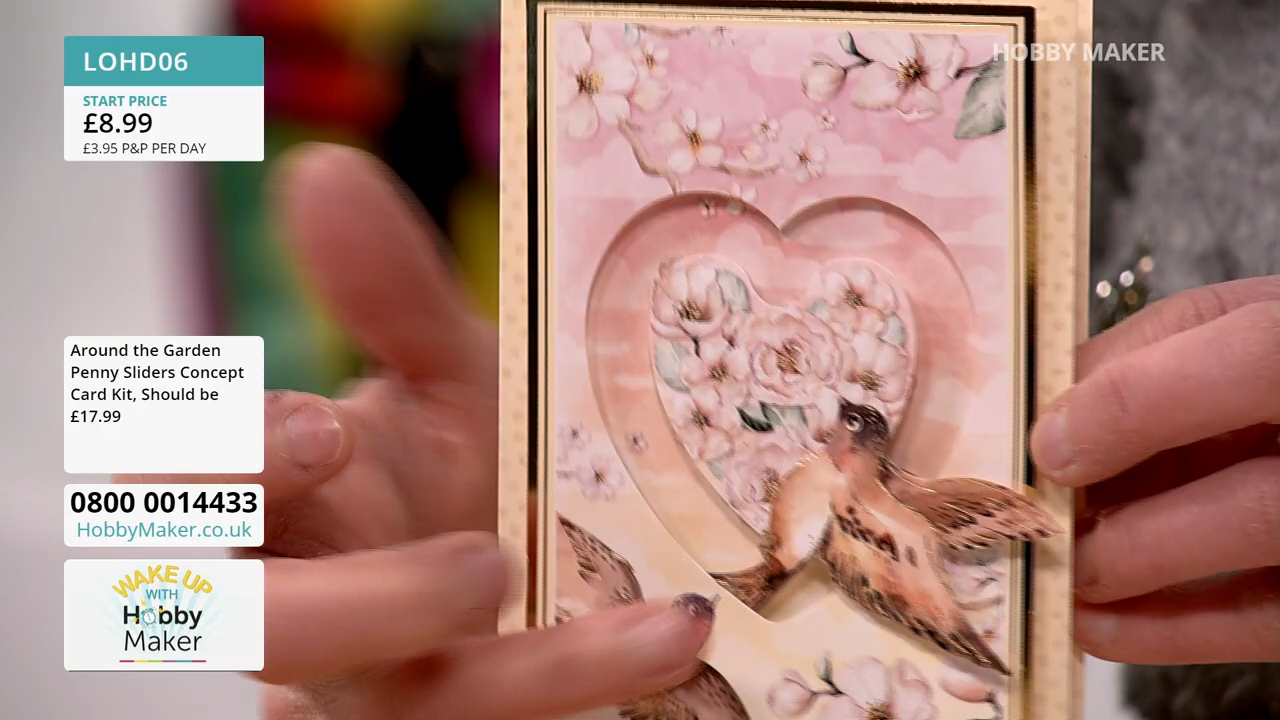 LOHD06
START PRICE
£8.99
£3.95 P&P PER DAY
HOBBY MAKER
Around the Garden
Penny Sliders Concept
Card Kit, Should be
£17.99
0800 0014433
HobbyMaker.co.uk
WAKE UP
WITH
Hobby
Maker